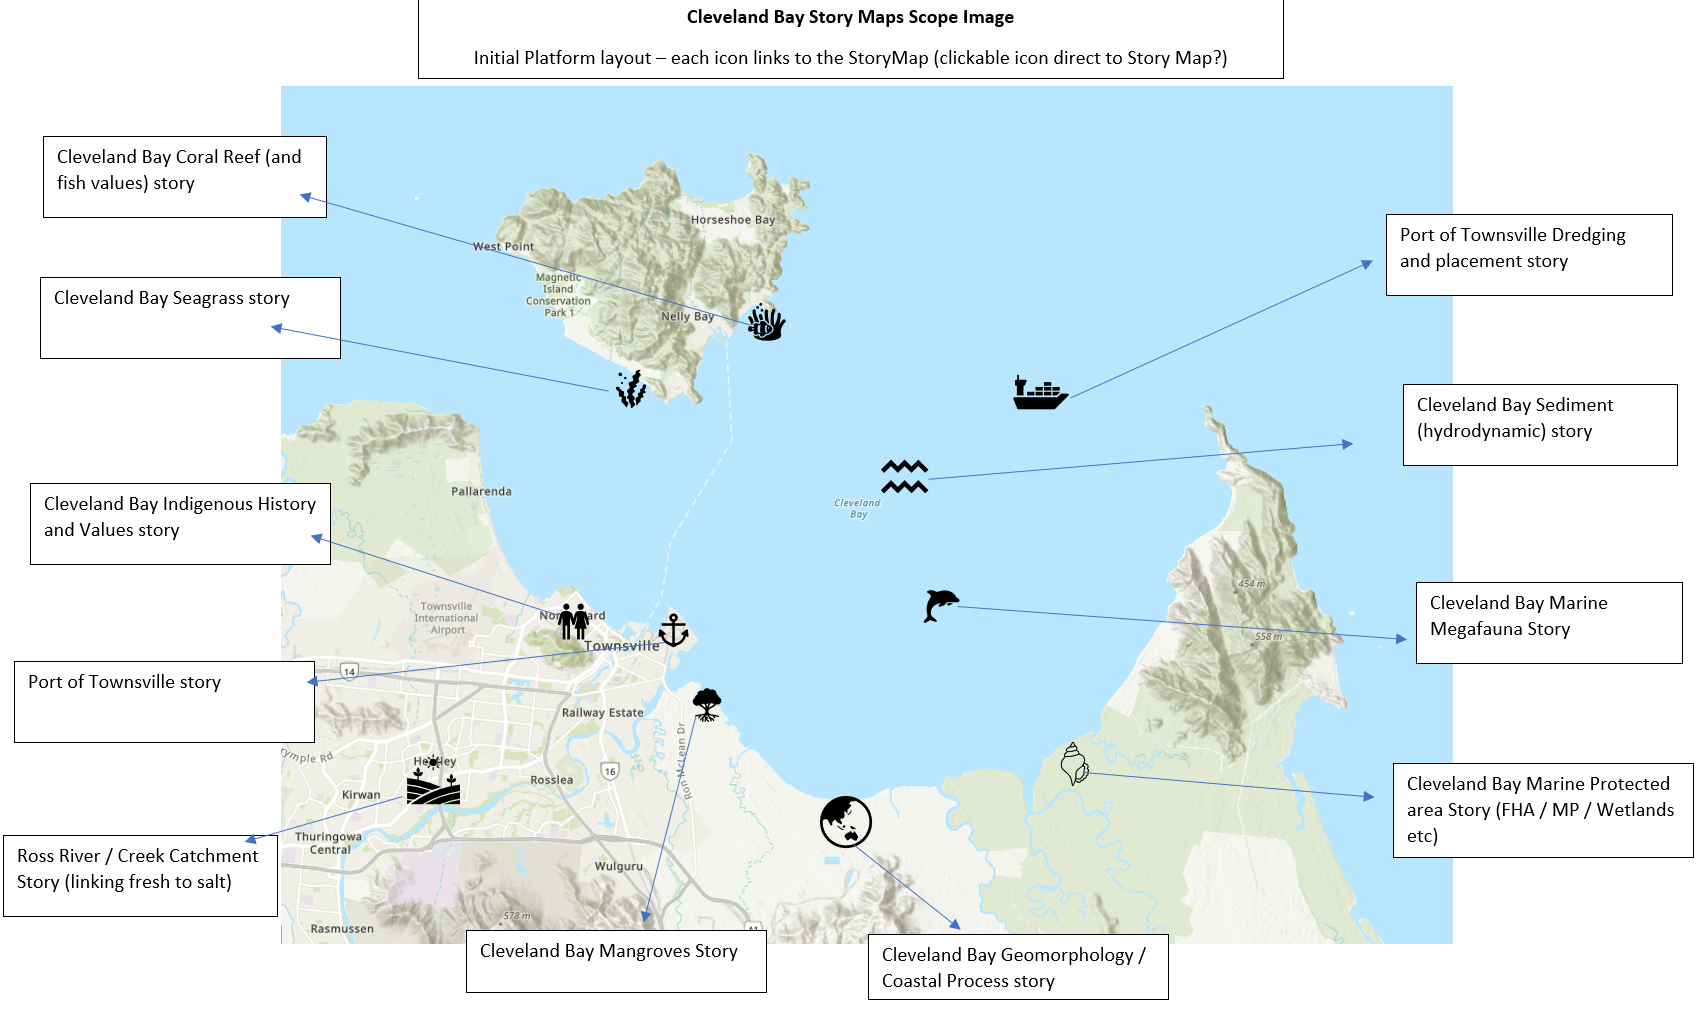 Cleveland Bay Story Maps Scope Image
Initial Platform layout – each icon links to the StoryMap (clickable icon direct to Story Map?)
Cleveland Bay Coral Reef (and
fish values) story
Cleveland Bay Seagrass story
Cleveland Bay Indigenous History
and Values story
Port of Townsville story
Ross River / Creek Catchment
Story (linking fresh to salt)
Cleveland Bay Mangroves Story
Cleveland Bay Geomorphology /
Coastal Process story
Port of Townsville Dredging
and placement story
Cleveland Bay Sediment
(hydrodynamic) story
Cleveland Bay Marine
Megafauna Story
Cleveland Bay Marine Protected
area Story (FHA / MP / Wetlands
etc)
Horseshoe Bay
West Point
Magnetic
Island
Conservation
Park 1
Nelly Bay
Pallarenda
Cleveland
Bay
Townsville
International
Airport
Townsville
14
Railway Estate
Ron McLean Dr
16
Rosslea
Kirwan
Thuringowa
Central
Wulguru
578 m
Rasmussen
A1
454 m
558 m